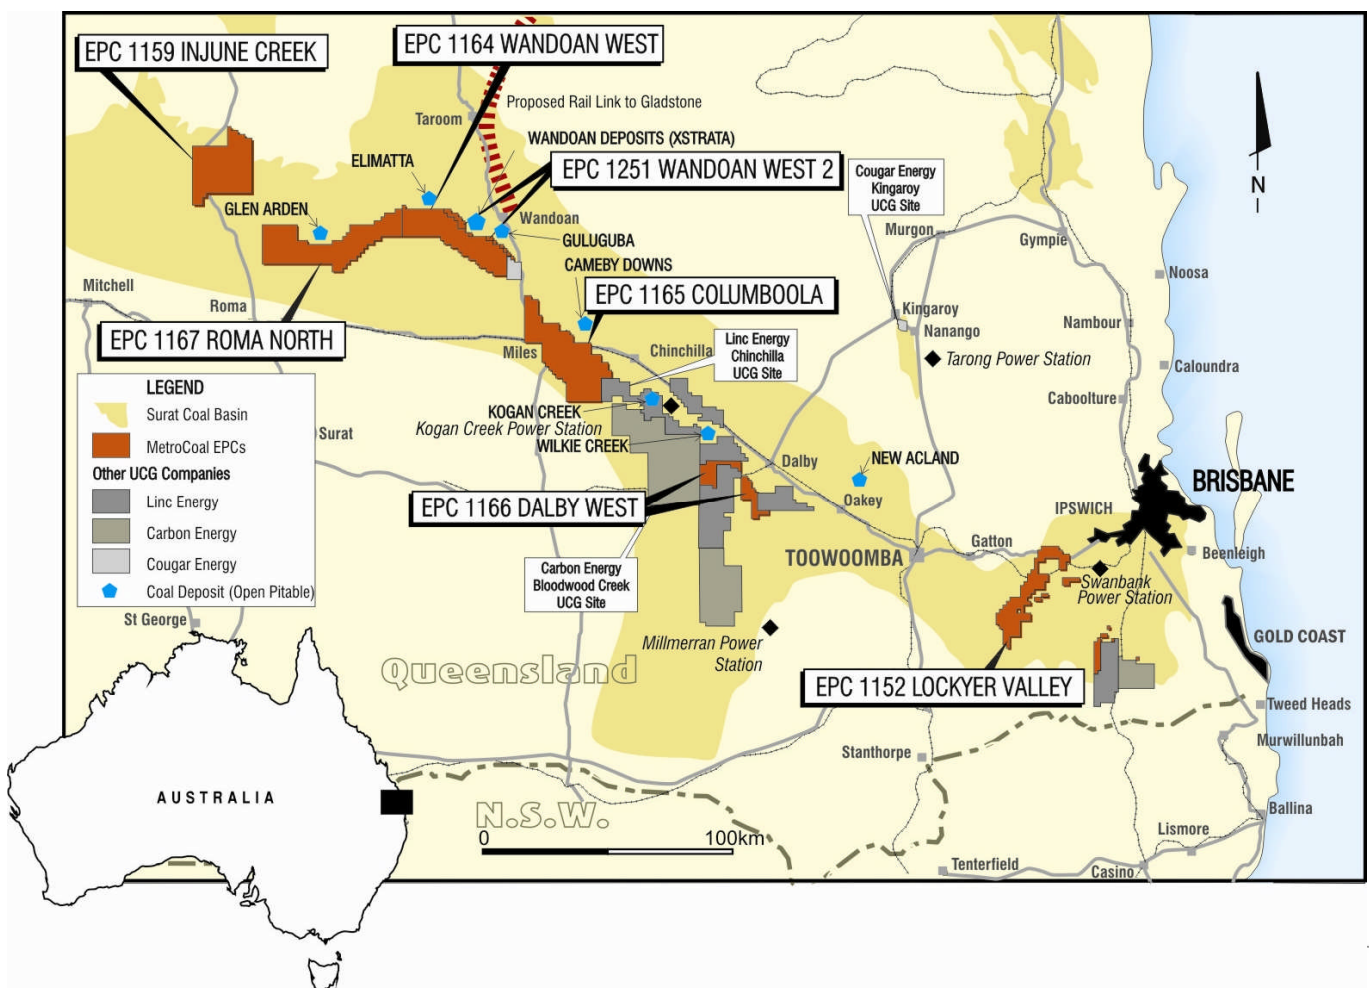 EPC 1159 INJUNE CREEK
EPC 1164 WANDOAN WEST
Proposed Rail Link to Gladstone
Taroom
WANDOAN DEPOSITS (XSTRATA)
ELIMATTA
EPC 1251 WANDOAN WEST 2
Cougar Energy
Kingaroy
UCG Site
N
GLEN ARDEN
Wandoan
GULUGUBA
Murgon
Gympie
CAMEBY DOWNS
Noosa
Mitchell
Roma
EPC 1165 COLUMBOOLA
Kingaroy
Nanango
Nambour
EPC 1167 ROMA NORTH
Miles
Chinchilla
Linc Energy
Chinchilla
UCG Site
Tarong Power Station
Caloundra
LEGEND
Surat Coal Basin
MetroCoal EPCs
Other UCG Companies
Linc Energy
Carbon Energy
Cougar Energy
Coal Deposit (Open Pitable)
Surat
KOGAN CREEK
Kogan Creek Power Station
WILKIE CREEK
Caboolture
Dalby
NEW ACLAND
BRISBANE
EPC 1166 DALBY WEST
Oakey
IPSWICH
Carbon Energy
Bloodwood Creek
UCG Site
TOOWOOMBA
Gatton
Beenleigh
Swanbank
Power Station
St George
Millmerran Power
Station
GOLD COAST
Queensland
EPC 1152 LOCKYER VALLEY
Tweed Heads
Stanthorpe
Murwillunbah
AUSTRALIA
N.S.W.
0
100km
Ballina
Lismore
Tenterfield
Casino